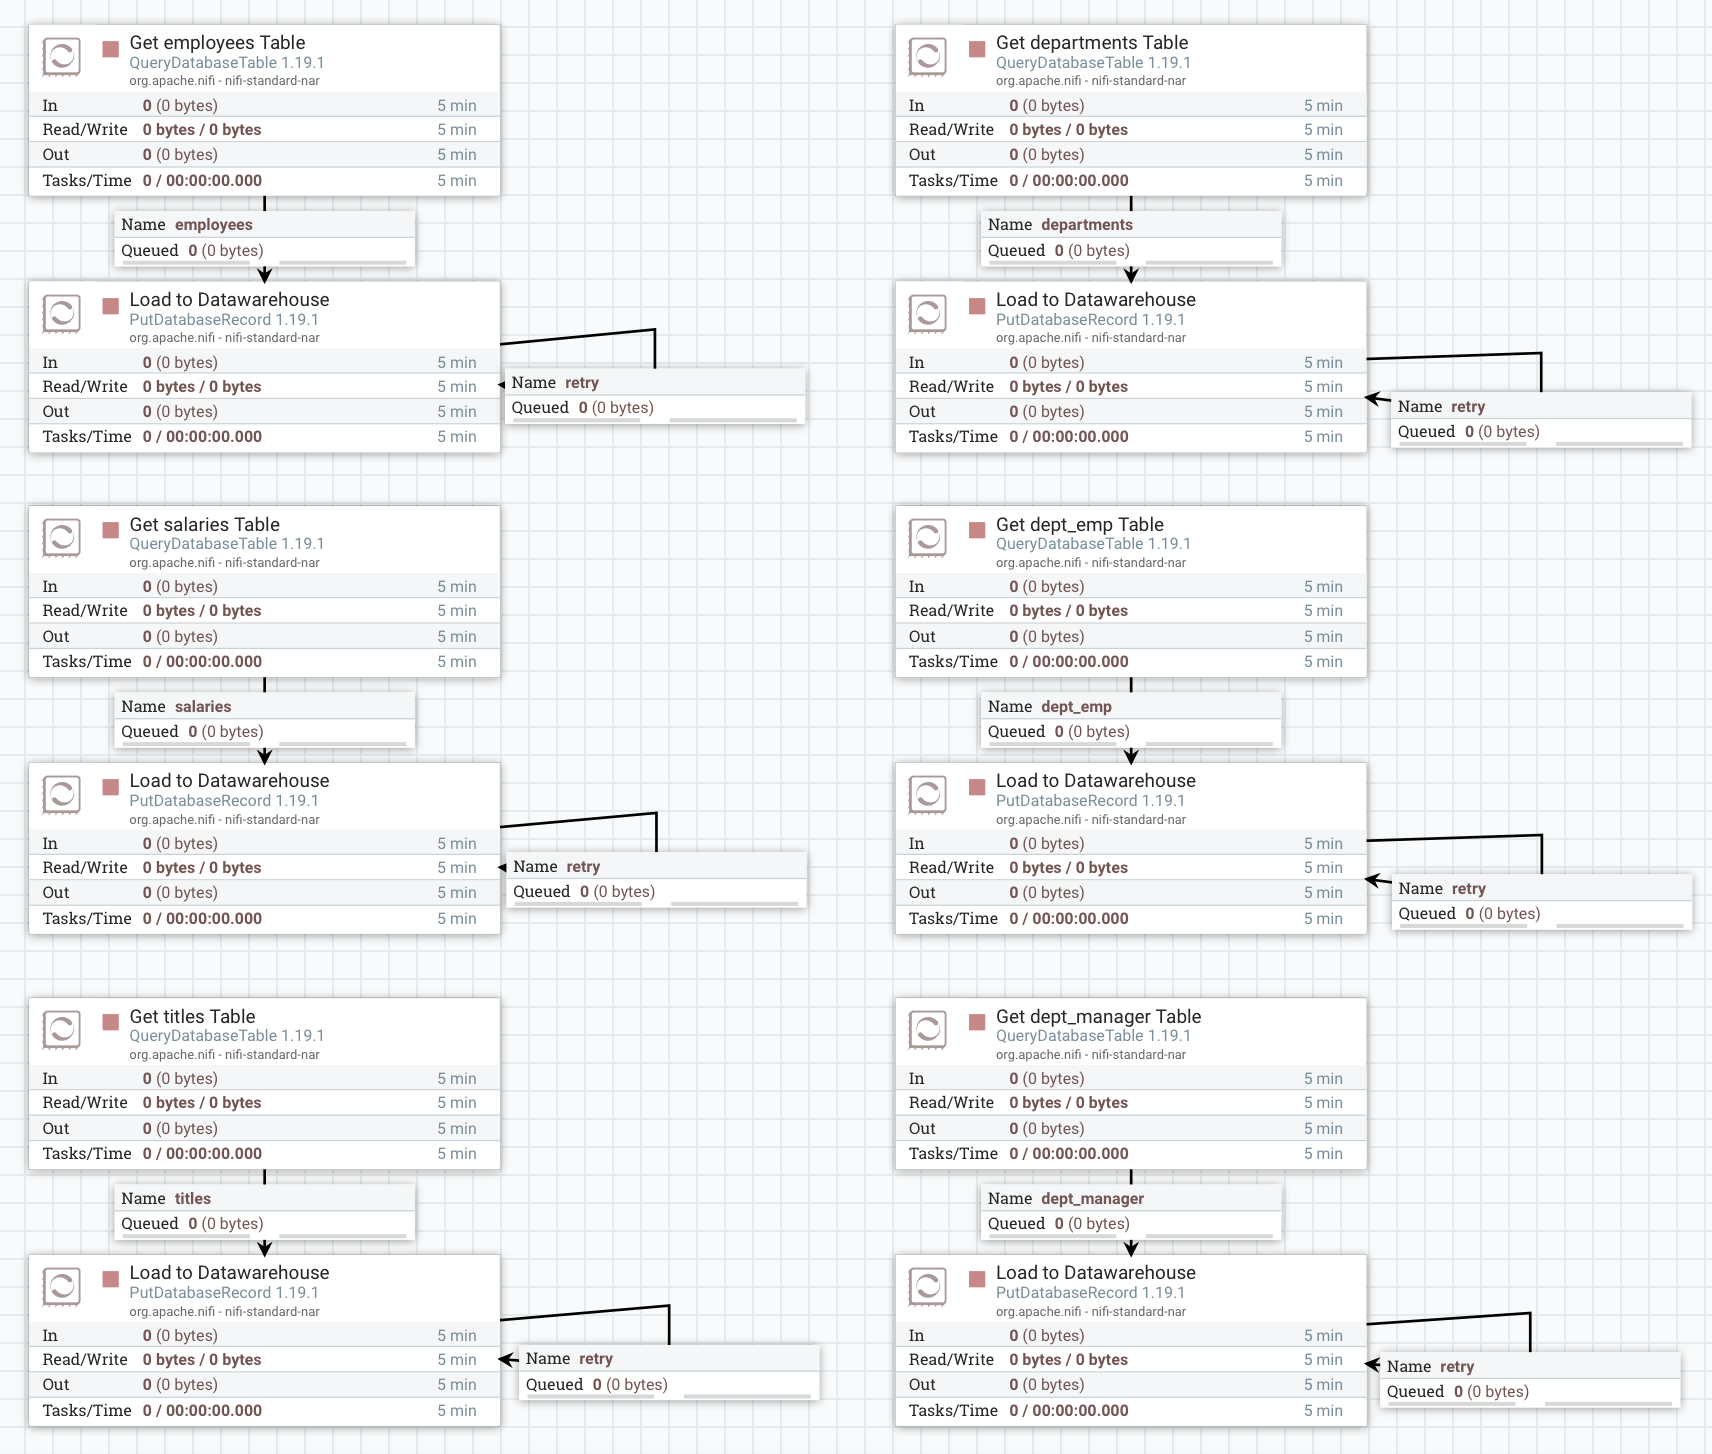 Get employees Table
QueryDatabaseTable 1.19.1
org.apache.nifi - nifi-standard-nar
In 0 (0 bytes) 5 min
Read/Write 0 bytes / 0 bytes 5 min
Out 0 (0 bytes) 5 min
Tasks/Time 0 / 00:00:00.000 5 min
Name employees
Queued 0 (0 bytes)
Load to Datawarehouse
PutDatabaseRecord 1.19.1
org.apache.nifi - nifi-standard-nar
In 0 (0 bytes) 5 min
Read/Write 0 bytes / 0 bytes 5 min
Out 0 (0 bytes) 5 min
Tasks/Time 0 / 00:00:00.000 5 min
Name retry
Queued 0 (0 bytes)
Get departments Table
QueryDatabaseTable 1.19.1
org.apache.nifi - nifi-standard-nar
In 0 (0 bytes) 5 min
Read/Write 0 bytes / 0 bytes 5 min
Out 0 (0 bytes) 5 min
Tasks/Time 0 / 00:00:00.000 5 min
Name departments
Queued 0 (0 bytes)
Load to Datawarehouse
PutDatabaseRecord 1.19.1
org.apache.nifi - nifi-standard-nar
In 0 (0 bytes) 5 min
Read/Write 0 bytes / 0 bytes 5 min
Out 0 (0 bytes) 5 min
Tasks/Time 0 / 00:00:00.000 5 min
Name retry
Queued 0 (0 bytes)
Get salaries Table
QueryDatabaseTable 1.19.1
org.apache.nifi - nifi-standard-nar
In 0 (0 bytes) 5 min
Read/Write 0 bytes / 0 bytes 5 min
Out 0 (0 bytes) 5 min
Tasks/Time 0 / 00:00:00.000 5 min
Name salaries
Queued 0 (0 bytes)
Load to Datawarehouse
PutDatabaseRecord 1.19.1
org.apache.nifi - nifi-standard-nar
In 0 (0 bytes) 5 min
Read/Write 0 bytes / 0 bytes 5 min
Out 0 (0 bytes) 5 min
Tasks/Time 0 / 00:00:00.000 5 min
Name retry
Queued 0 (0 bytes)
Get dept_emp Table
QueryDatabaseTable 1.19.1
org.apache.nifi - nifi-standard-nar
In 0 (0 bytes) 5 min
Read/Write 0 bytes / 0 bytes 5 min
Out 0 (0 bytes) 5 min
Tasks/Time 0 / 00:00:00.000 5 min
Name dept_emp
Queued 0 (0 bytes)
Load to Datawarehouse
PutDatabaseRecord 1.19.1
org.apache.nifi - nifi-standard-nar
In 0 (0 bytes) 5 min
Read/Write 0 bytes / 0 bytes 5 min
Out 0 (0 bytes) 5 min
Tasks/Time 0 / 00:00:00.000 5 min
Name retry
Queued 0 (0 bytes)
Get titles Table
QueryDatabaseTable 1.19.1
org.apache.nifi - nifi-standard-nar
In 0 (0 bytes) 5 min
Read/Write 0 bytes / 0 bytes 5 min
Out 0 (0 bytes) 5 min
Tasks/Time 0 / 00:00:00.000 5 min
Name titles
Queued 0 (0 bytes)
Load to Datawarehouse
PutDatabaseRecord 1.19.1
org.apache.nifi - nifi-standard-nar
In 0 (0 bytes) 5 min
Read/Write 0 bytes / 0 bytes 5 min
Out 0 (0 bytes) 5 min
Tasks/Time 0 / 00:00:00.000 5 min
Name retry
Queued 0 (0 bytes)
Get dept_manager Table
QueryDatabaseTable 1.19.1
org.apache.nifi - nifi-standard-nar
In 0 (0 bytes) 5 min
Read/Write 0 bytes / 0 bytes 5 min
Out 0 (0 bytes) 5 min
Tasks/Time 0 / 00:00:00.000 5 min
Name dept_manager
Queued 0 (0 bytes)
Load to Datawarehouse
PutDatabaseRecord 1.19.1
org.apache.nifi - nifi-standard-nar
In 0 (0 bytes) 5 min
Read/Write 0 bytes / 0 bytes 5 min
Out 0 (0 bytes) 5 min
Tasks/Time 0 / 00:00:00.000 5 min
Name retry
Queued 0 (0 bytes)